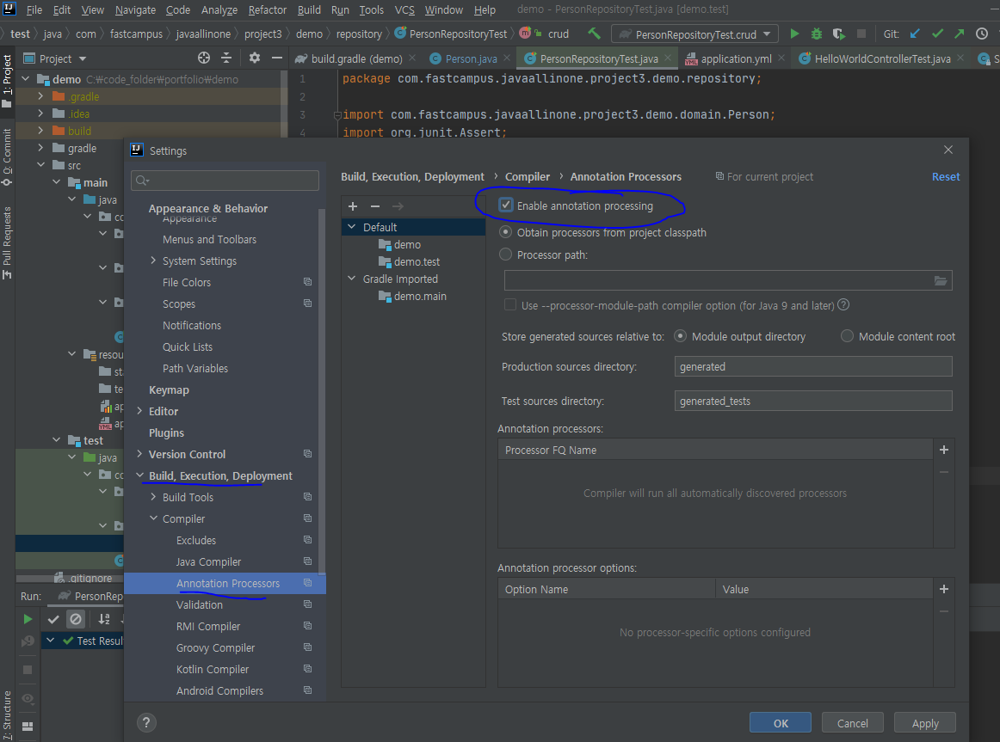 File Edit View Navigate Code Analyze Refactor Build Run Tools VCS Window Help demo - PersonRepositoryTest.java [demo.test]
test java com fastcampus javaallinone project3 demo repository PersonRepositoryTest crud PersonRepositoryTest.crud Git:
Project build.gradle (demo) Person.java PersonRepositoryTest.java application.yml HelloWorldControllerTest.java
1: Project
0: Commit
Pull Requests
Z: Structure
demo C:₩code_folder₩portfolio₩demo
.gradle
.idea
build
gradle
src
main
java
co
resou
sta
te
ap
ap
test
java
co
.gitignore
1 package com.fastcampus.javaallinone.project3.demo.repository;
2
3 import com.fastcampus.javaallinone.project3.demo.domain.Person;
4 import org.junit.Assert;
Run: PersonRep
Test Resul
Settings
Appearance & Behavior
Appearance
Menus and Toolbars
System Settings
File Colors
Scopes
Notifications
Quick Lists
Path Variables
Keymap
Editor
Plugins
Version Control
Build, Execution, Deployment
Build Tools
Compiler
Excludes
Java Compiler
Annotation Processors
Validation
RMI Compiler
Groovy Compiler
Kotlin Compiler
Android Compilers
Build, Execution, Deployment › Compiler › Annotation Processors For current project Reset
Default
demo
demo.test
Gradle Imported
demo.main
Enable annotation processing
Obtain processors from project classpath
Processor path:
Use --processor-module-path compiler option (for Java 9 and later)
Store generated sources relative to: Module output directory Module content root
Production sources directory: generated
Test sources directory: generated_tests
Annotation processors:
Processor FQ Name
Compiler will run all automatically discovered processors
Annotation processor options:
Option Name Value
No processor-specific options configured
OK Cancel Apply